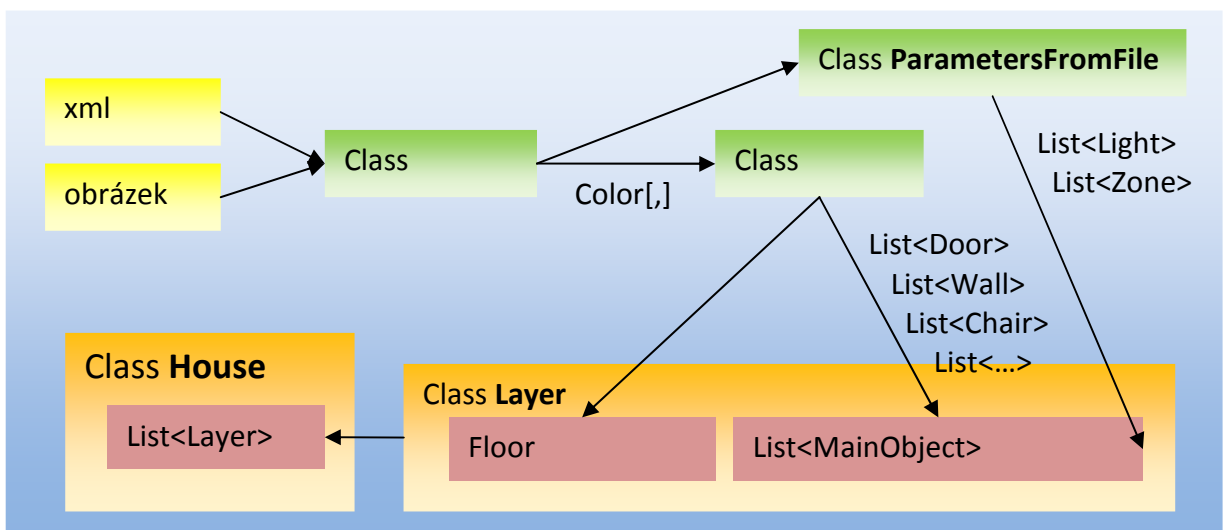 Class ParametersFromFile
xml
Class
Class
List<Light>
List<Zone>
obrázek
Color[,]
List<Door>
List<Wall>
List<Chair>
List<...>
Class House
Class Layer
List<Layer>
Floor
List<MainObject>